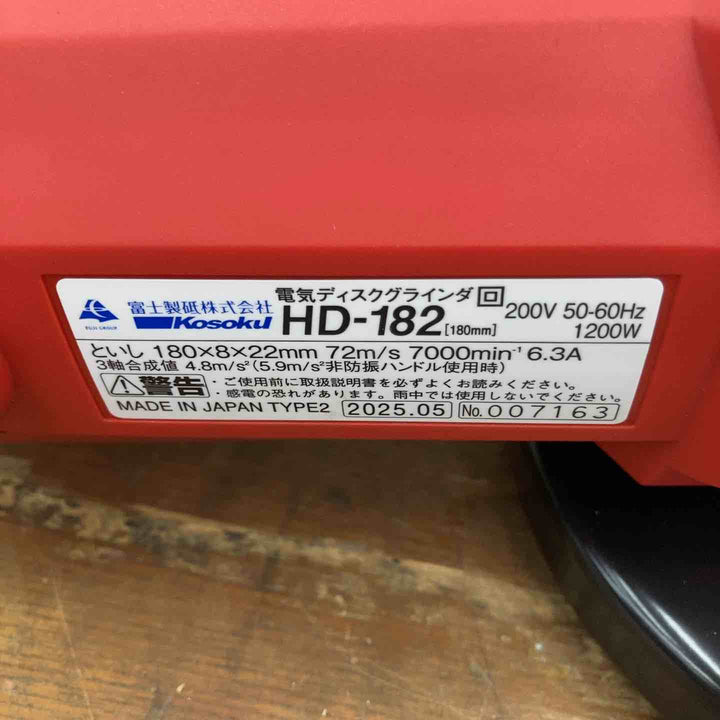 FUJI GROUP
富士製砥株式会社
Kosoku
電気ディスクグラインダ
HD-182 [180mm]
200V 50-60Hz
1200W
といし 180×8×22mm 72m/s 7000min⁻¹ 6.3A
3軸合成値 4.8m/s²(5.9m/s²非防振ハンドル使用時)
警告
・ご使用前に取扱説明書を必ずよくお読みください。
・感電の恐れがあります。雨中では使用しないでください。
MADE IN JAPAN TYPE2 2025.05 No.007163